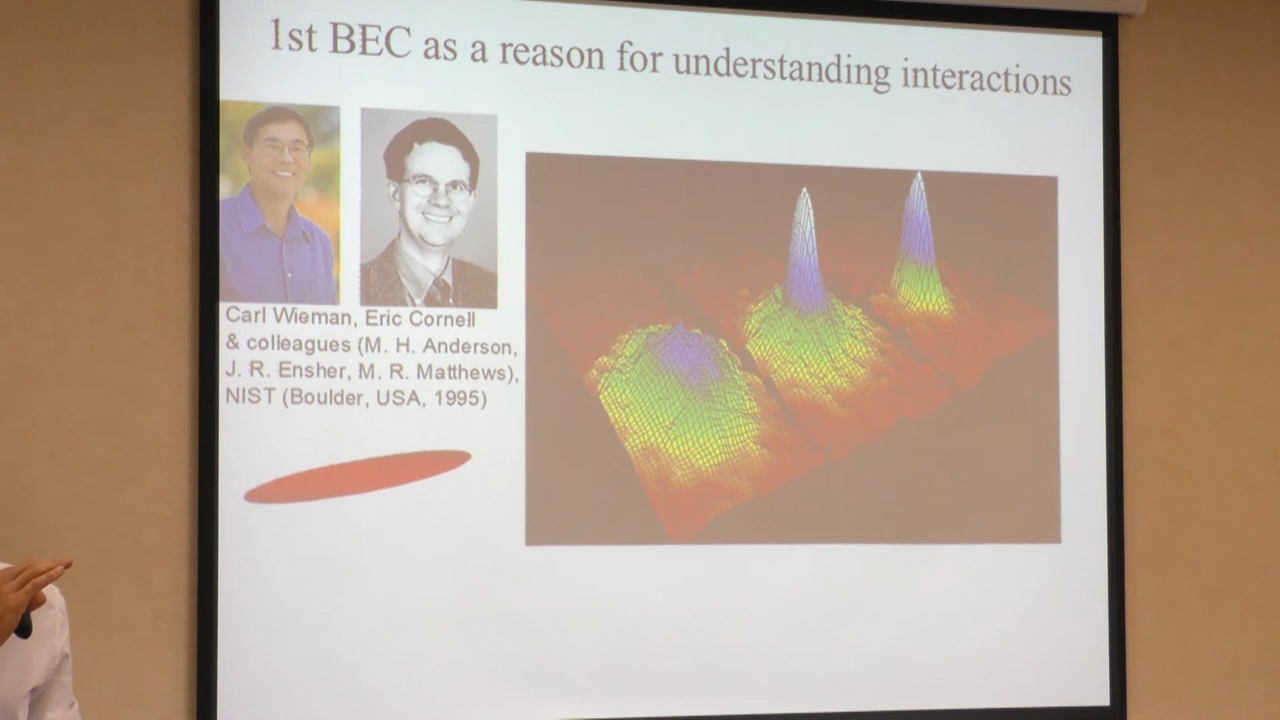 1st BEC as a reason for understanding interactions
Carl Wieman, Eric Cornell
& colleagues (M. H. Anderson,
J. R. Ensher, M. R. Matthews),
NIST (Boulder, USA, 1995)